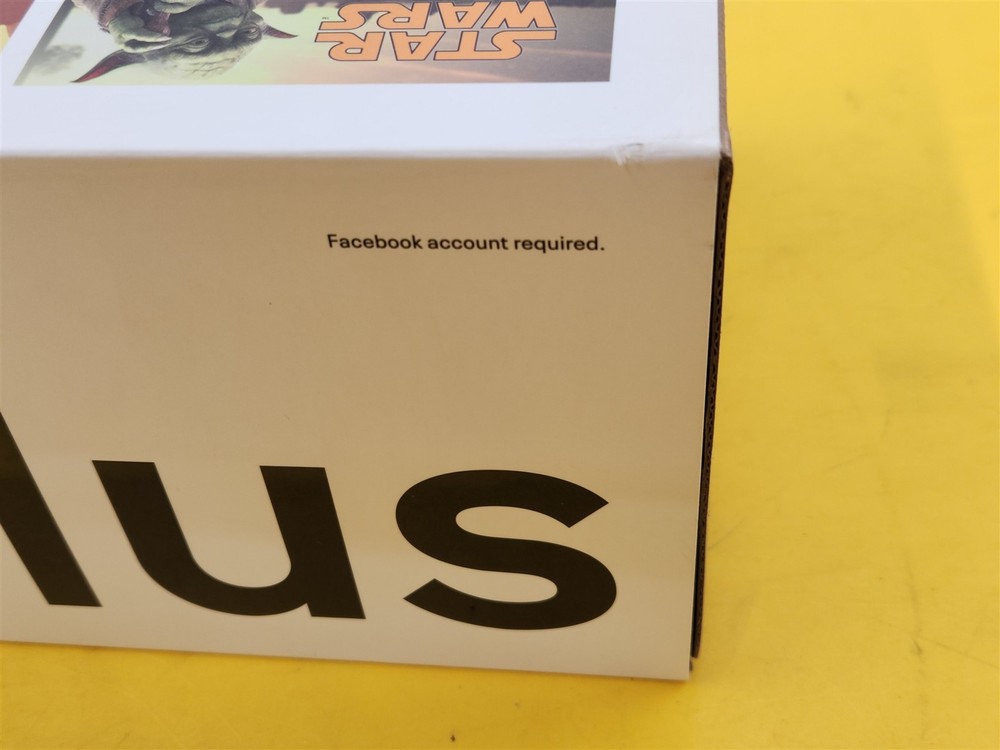 STAR
WARS
Facebook account required.
lus